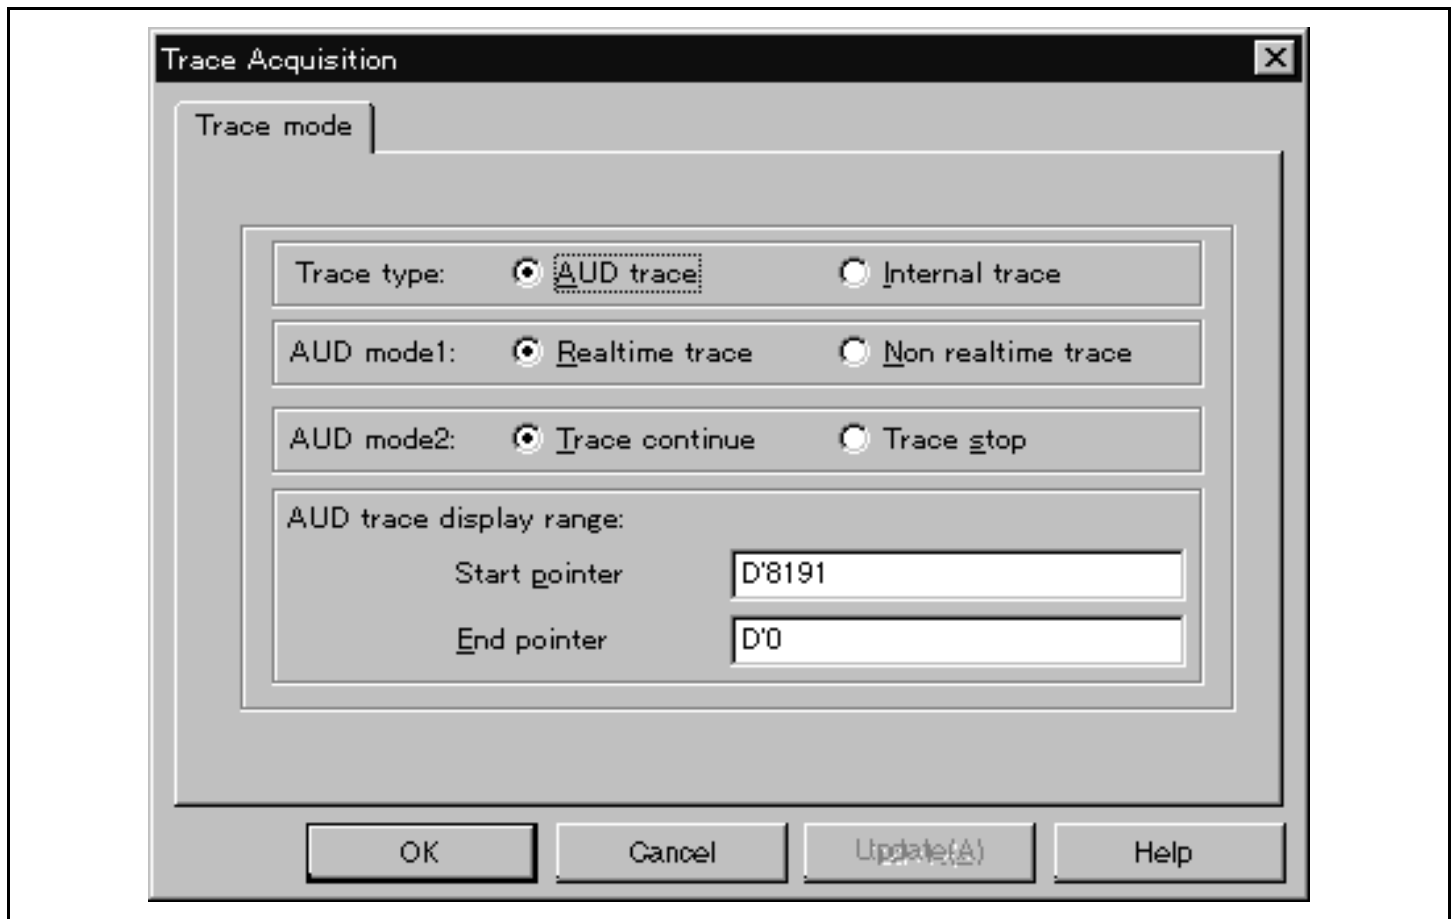 Trace Acquisition
Trace mode
Trace type: AUD trace Internal trace
AUD mode1: Realtime trace Non realtime trace
AUD mode2: Trace continue Trace stop
AUD trace display range:
Start pointer D'8191
End pointer D'0
OK Cancel Update(A) Help